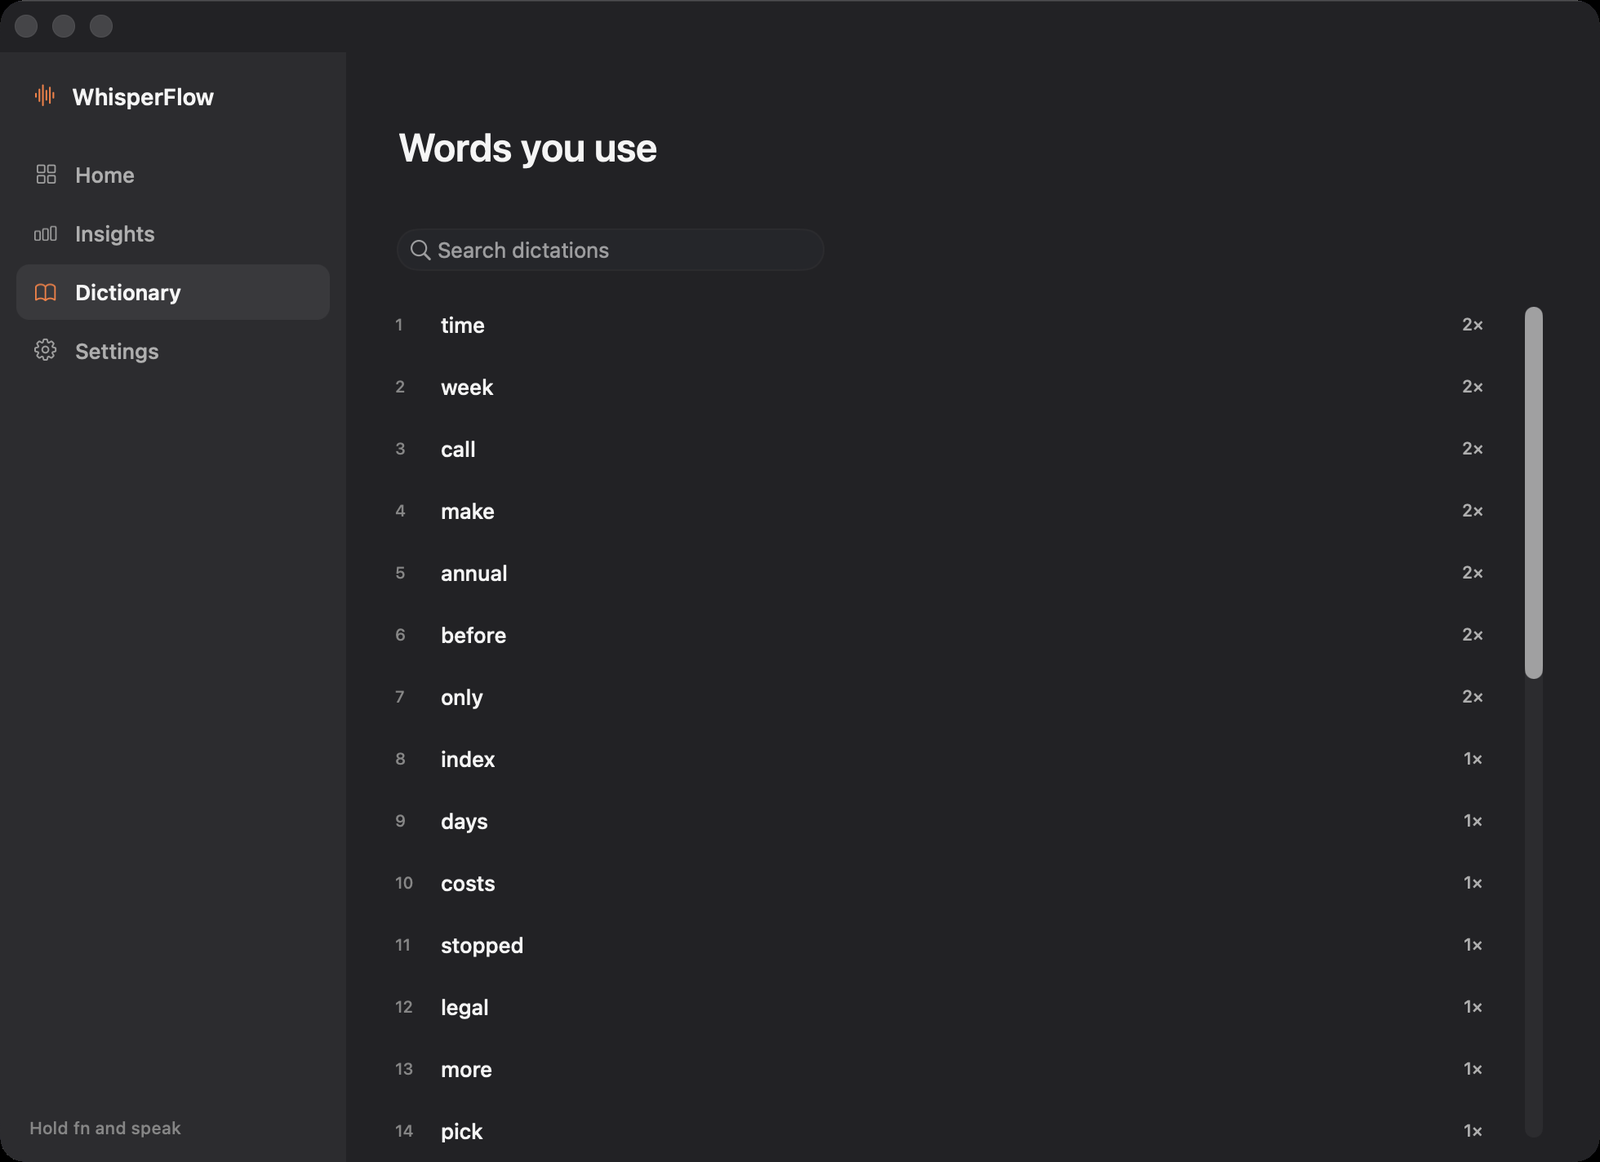 WhisperFlow
Home
Insights
Dictionary
Settings
Hold fn and speak
Words you use
Search dictations
1 time 2×
2 week 2×
3 call 2×
4 make 2×
5 annual 2×
6 before 2×
7 only 2×
8 index 1×
9 days 1×
10 costs 1×
11 stopped 1×
12 legal 1×
13 more 1×
14 pick 1×